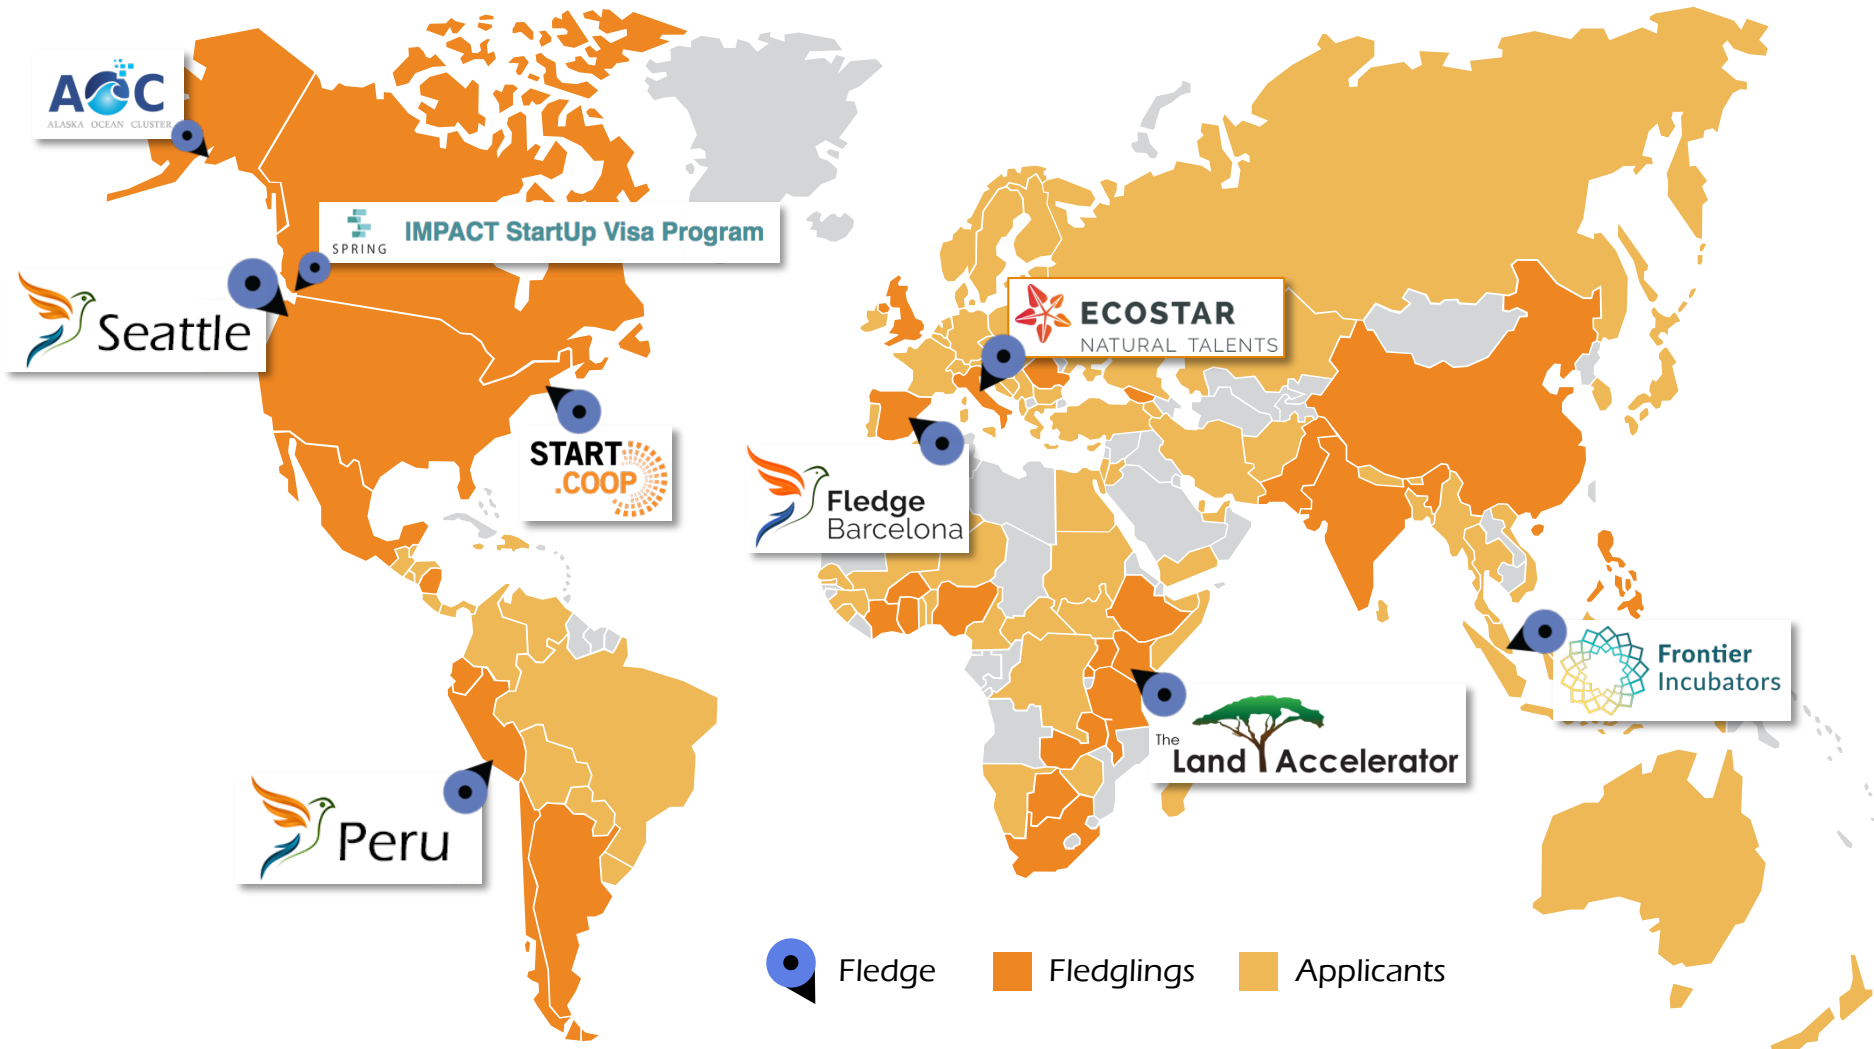 AOC
ALASKA OCEAN CLUSTER
SPRING
IMPACT StartUp Visa Program
Seattle
ECOSTAR
NATURAL TALENTS
START
.COOP
Fledge
Barcelona
Frontier
Incubators
The
Land Accelerator
Peru
Fledge
Fledglings
Applicants